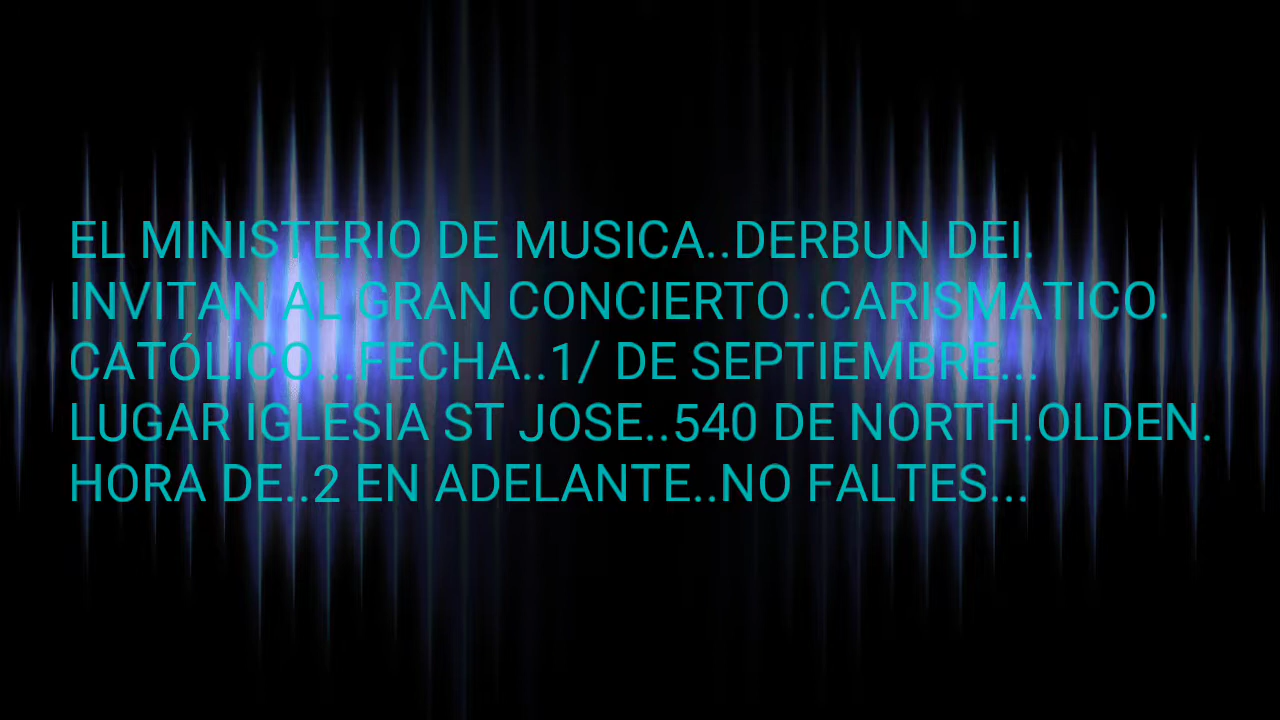 EL MINISTERIO DE MUSICA..DERBUN DEI.
INVITAN AL GRAN CONCIERTO..CARISMATICO.
CATÓLICO...FECHA..1/ DE SEPTIEMBRE...
LUGAR IGLESIA ST JOSE..540 DE NORTH.OLDEN.
HORA DE..2 EN ADELANTE..NO FALTES...